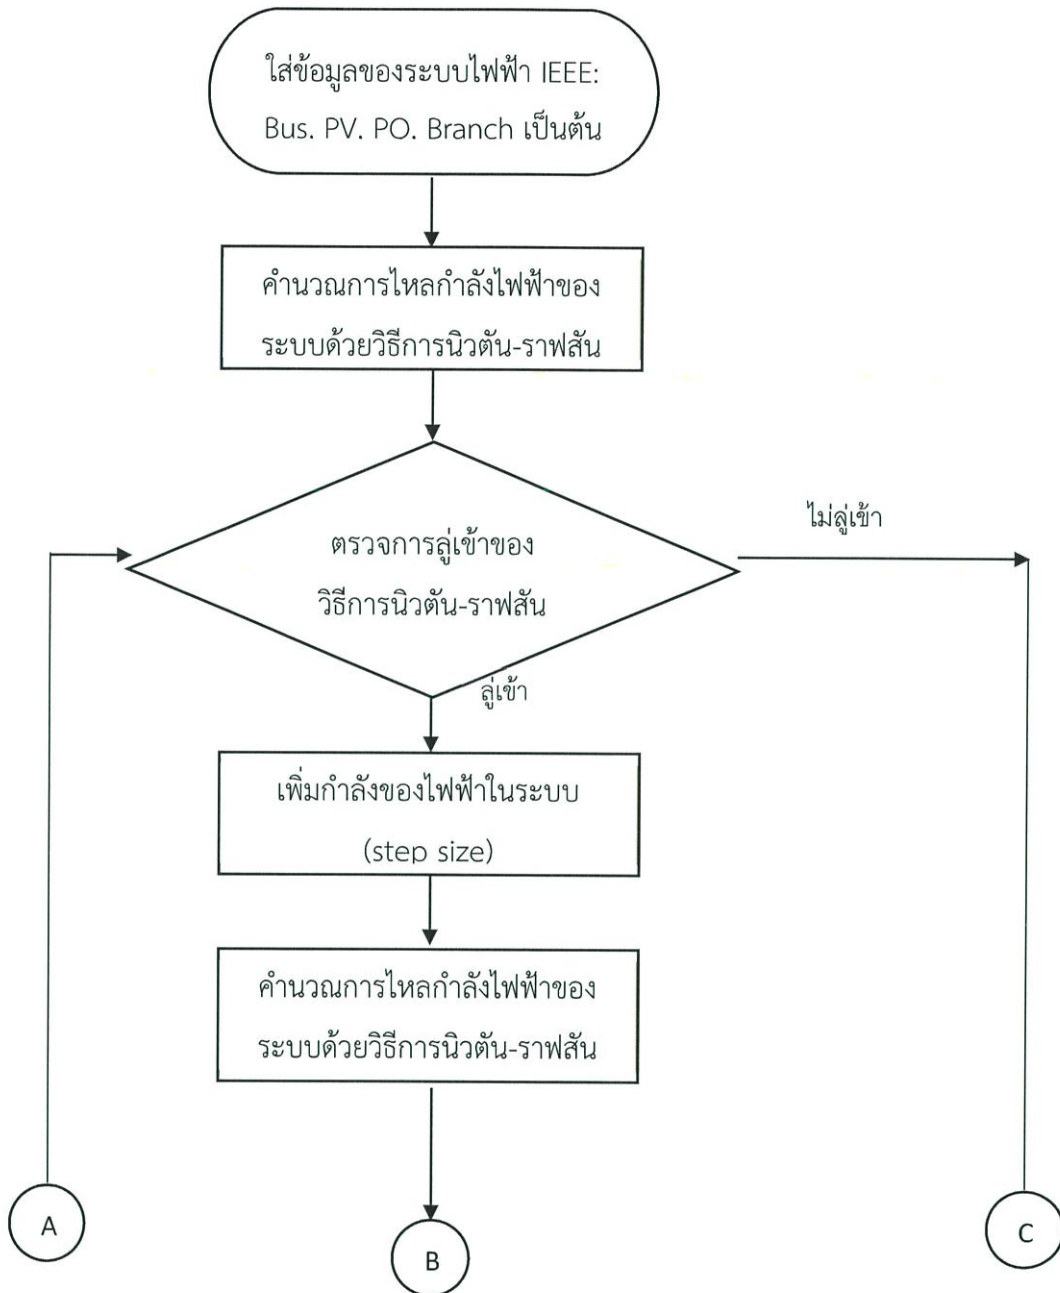 ใส่ข้อมูลของระบบไฟฟ้า IEEE:
Bus. PV. PO. Branch เป็นต้น
คำนวณการไหลกำลังไฟฟ้าของ
ระบบด้วยวิธีการนิวตัน-ราฟสัน
ไม่ลู่เข้า
ตรวจการลู่เข้าของ
วิธีการนิวตัน-ราฟสัน
ลู่เข้า
เพิ่มกำลังของไฟฟ้าในระบบ
(step size)
คำนวณการไหลกำลังไฟฟ้าของ
ระบบด้วยวิธีการนิวตัน-ราฟสัน
A
B
C